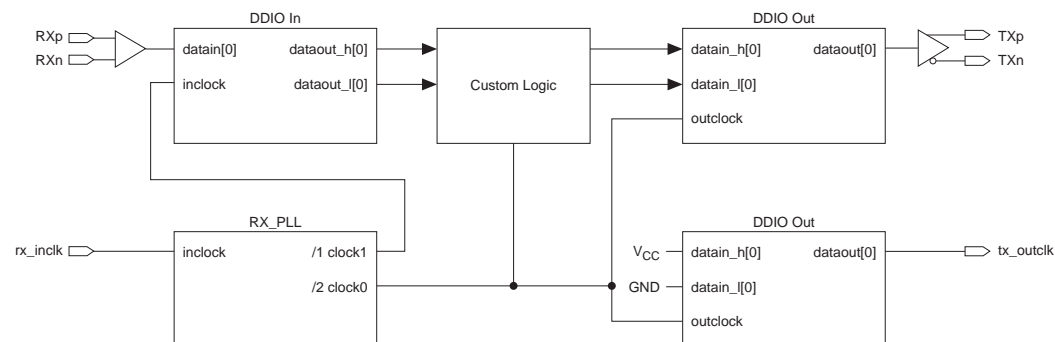 DDIO In
DDIO Out
RXp
RXn
datain[0]
dataout_h[0]
inclock
dataout_l[0]
Custom Logic
datain_h[0]
dataout[0]
datain_l[0]
outclock
TXp
TXn
RX_PLL
DDIO Out
rx_inclk
inclock
/1 clock1
/2 clock0
VCC
GND
datain_h[0]
dataout[0]
datain_l[0]
outclock
tx_outclk